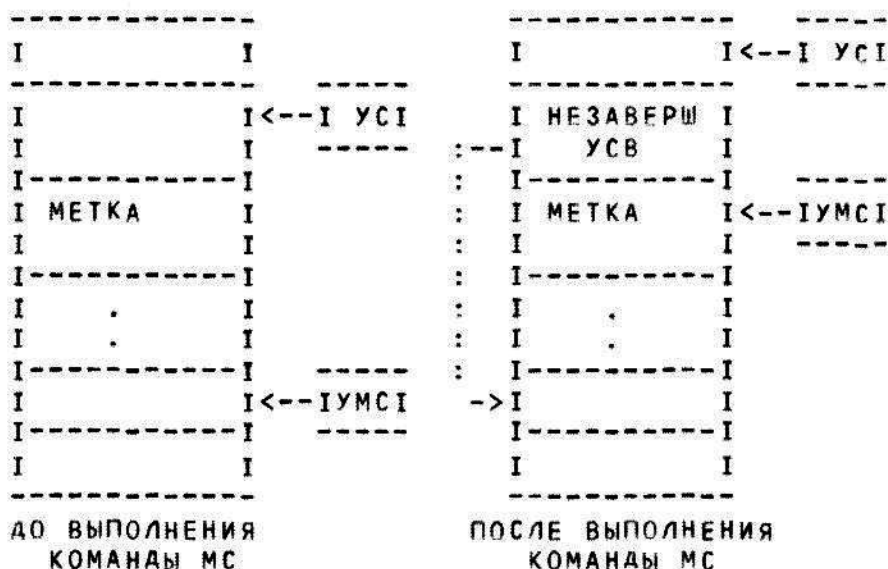 УС
УС НЕЗАВЕРШ
УСВ
МЕТКА МЕТКА УМС
. .
. .
УМС
ДО ВЫПОЛНЕНИЯ ПОСЛЕ ВЫПОЛНЕНИЯ
КОМАНДЫ МС КОМАНДЫ МС